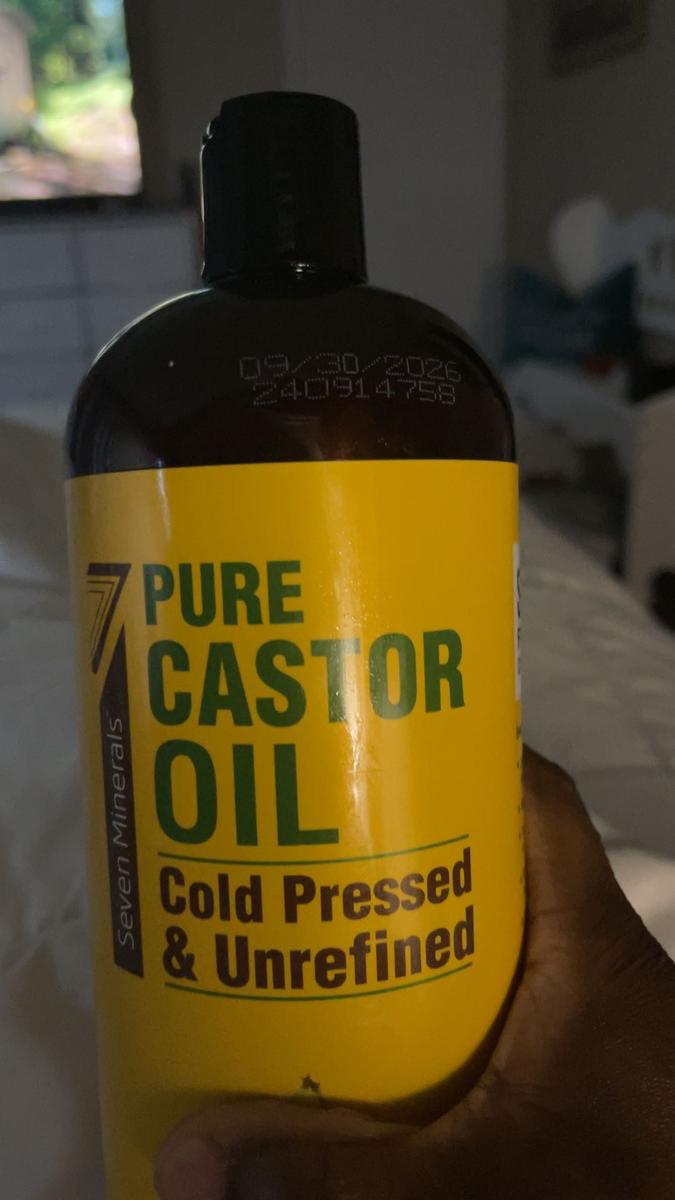 09/30/2026
240914758
PURE
CASTOR
OIL
Cold Pressed
& Unrefined
Seven Minerals